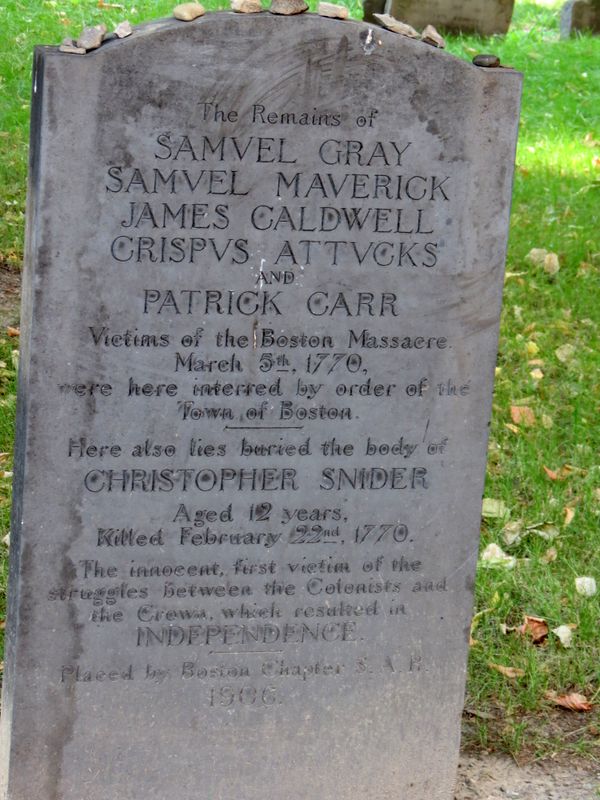 The Remains of
SAMVEL GRAY
SAMVEL MAVERICK
JAMES CALDWELL
CRISPVS ATTVCKS
AND
PATRICK CARR
Victims of the Boston Massacre.
March 5th, 1770,
were here interred by order of the
Town of Boston.
Here also lies buried the body of
CHRISTOPHER SNIDER
Aged 12 years,
Killed February 22nd, 1770.
The innocent, first victim of the
struggles between the Colonists and
the Crown, which resulted in
INDEPENDENCE.
Placed by Boston Chapter S. A. R.
1906.